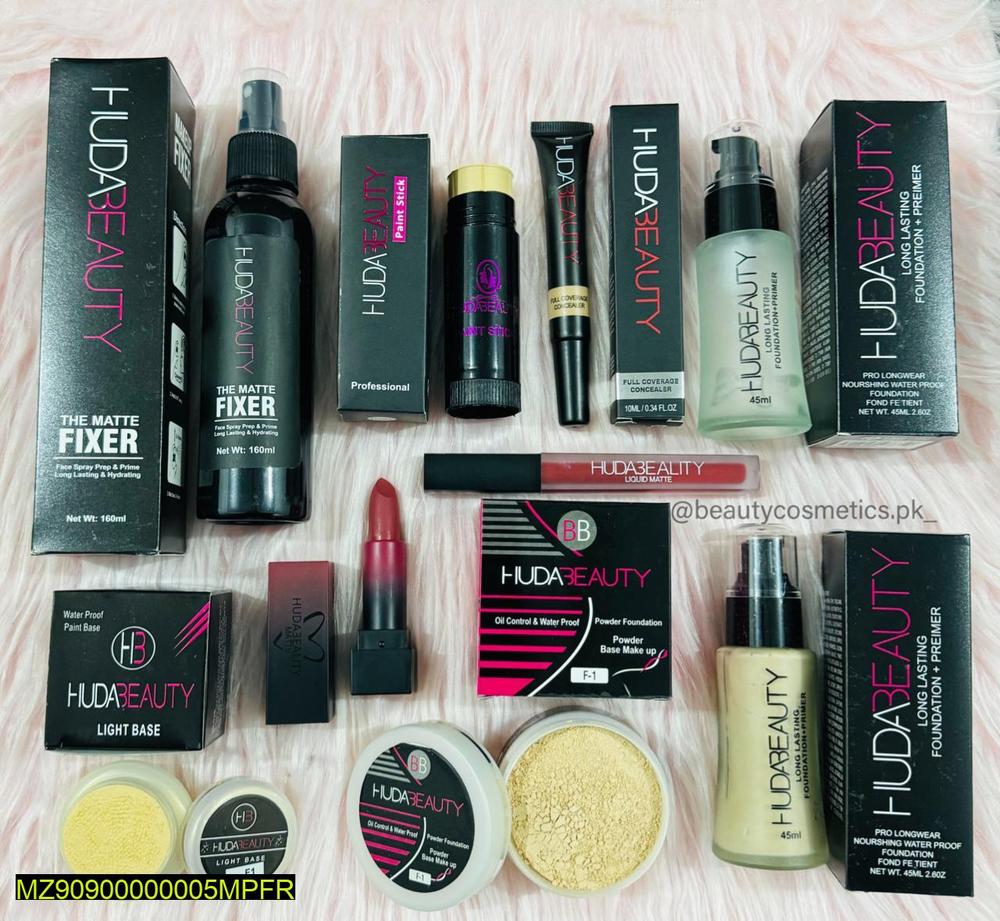 HUDABEAUTY
THE MATTE
FIXER
Face Spray Prep & Prime
Long Lasting & Hydrating
Net Wt: 160ml
HUDABEAUTY
THE MATTE
FIXER
Face Spray Prep & Prime
Long Lasting & Hydrating
Net Wt: 160ml
HUDABEAUTY
Paint Stick
Professional
HUDABEAUTY
FULL COVERAGE
CONCEALER
HUDABEAUTY
FULL COVERAGE
CONCEALER
10ML / 0.34 FL.OZ
HUDABEAUTY
LONG LASTING
FOUNDATION+PRIMER
45ml
HUDABEAUTY
LONG LASTING
FOUNDATION + PREIMER
PRO LONGWEAR
NOURSHING WATER PROOF
FOUNDATION
FOND FE TIENT
NET WT. 45ML 2.60Z
HUDABEALITY
LIQUID MATTE
@beautycosmetics.pk_
Water Proof
Paint Base
HB
HUDABEAUTY
LIGHT BASE
HUDABEAUTY
BB
HUDABEAUTY
Oil Control & Water Proof
Powder Foundation
Powder
Base Make up
F-1
HUDABEAUTY
LONG LASTING
FOUNDATION+PRIMER
45ml
HUDABEAUTY
LONG LASTING
FOUNDATION + PREIMER
PRO LONGWEAR
NOURSHING WATER PROOF
FOUNDATION
FOND FE TIENT
NET WT. 45ML 2.60Z
HB
HUDABEAUTY
LIGHT BASE
BB
HUDABEAUTY
Oil Control & Water Proof
Powder Foundation
Powder
Base Make up
F-1
MZ90900000005MPFR